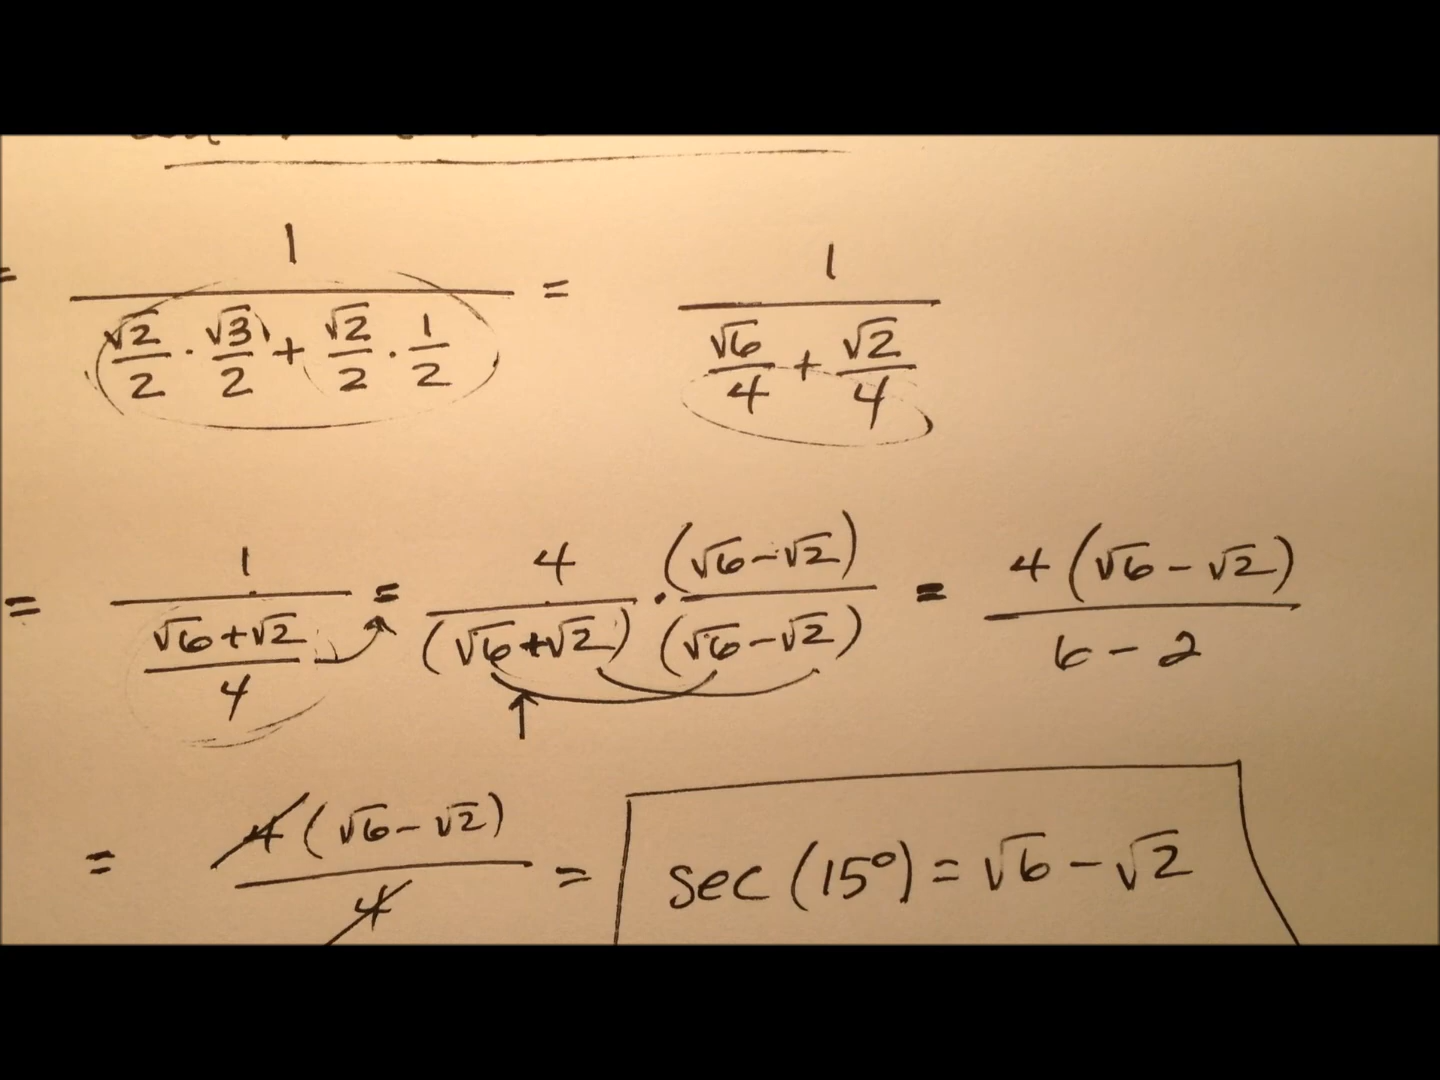 = 1/(√2/2 · √3/2 + √2/2 · 1/2) = 1/(√6/4 + √2/4)
= 1/((√6+√2)/4) = 4/(√6+√2) · (√6-√2)/(√6-√2) = 4(√6-√2)/(6-2)
= 4(√6-√2)/4 = sec(15°) = √6-√2